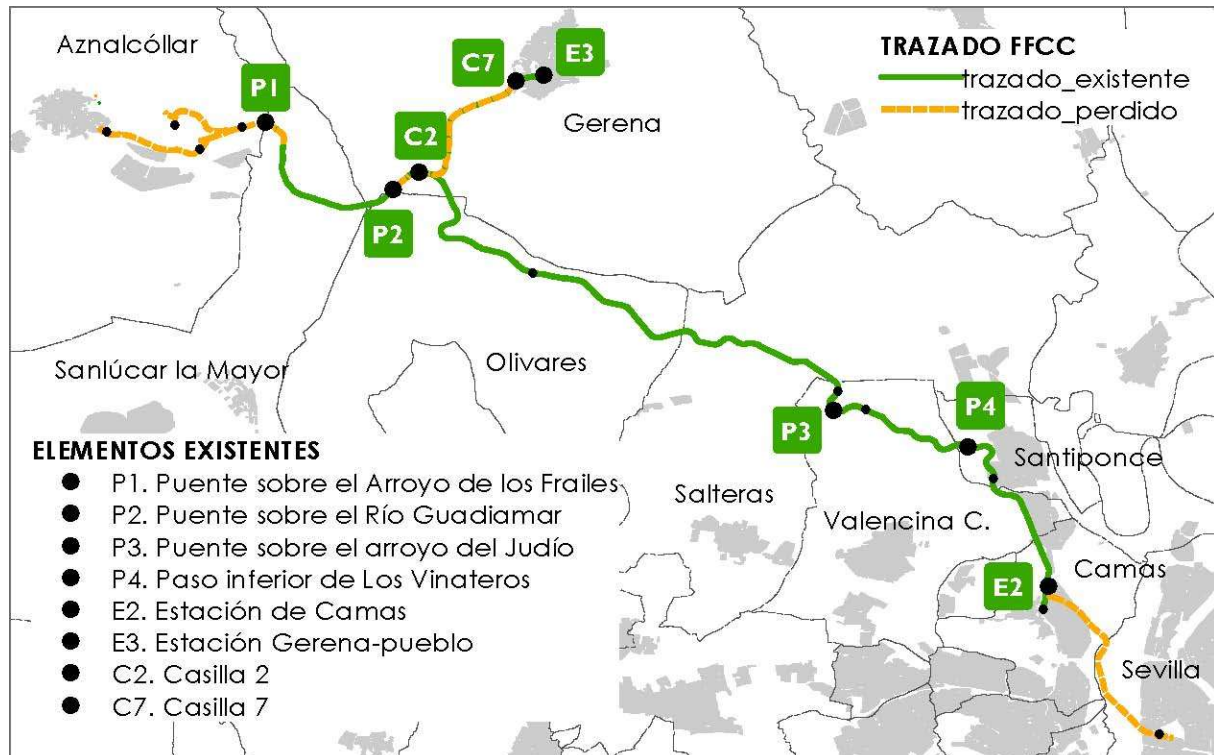 Aznalcóllar
P1
C7
E3
TRAZADO FFCC
trazado_existente
trazado_perdido
Gerena
C2
P2
Sanlúcar la Mayor
Olivares
P3
P4
Santiponce
Salteras
Valencina C.
E2
Camas
Sevilla
ELEMENTOS EXISTENTES
P1. Puente sobre el Arroyo de los Frailes
P2. Puente sobre el Río Guadiamar
P3. Puente sobre el arroyo del Judío
P4. Paso inferior de Los Vinateros
E2. Estación de Camas
E3. Estación Gerena-pueblo
C2. Casilla 2
C7. Casilla 7